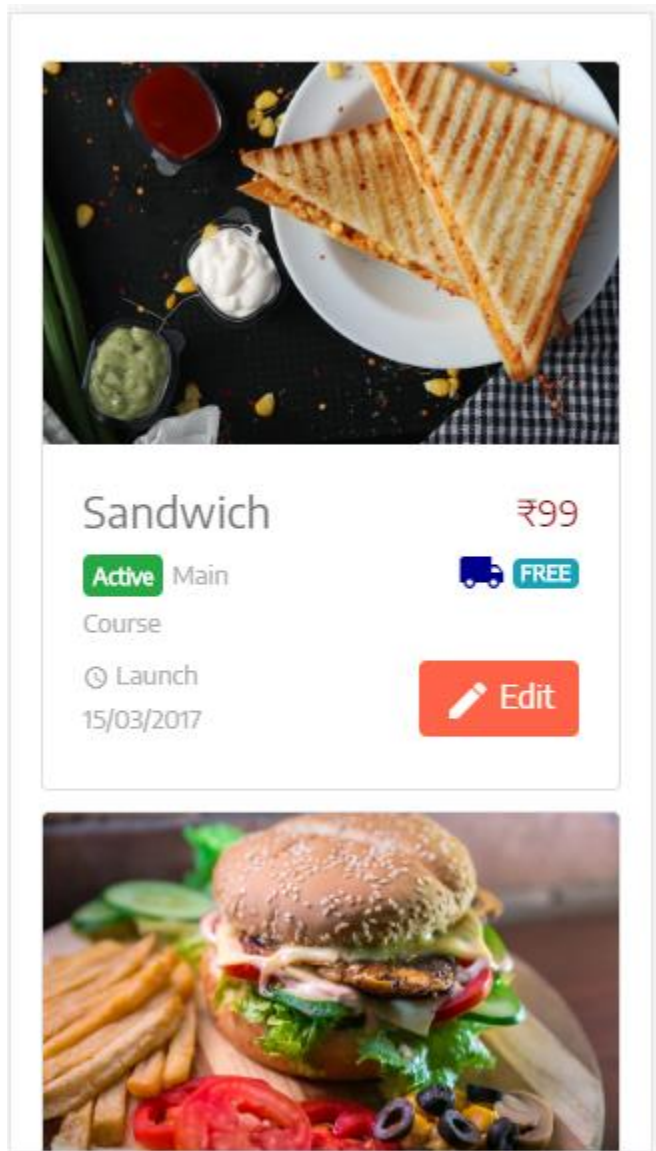 Sandwich ₹99
Active Main FREE
Course
Launch
15/03/2017 Edit